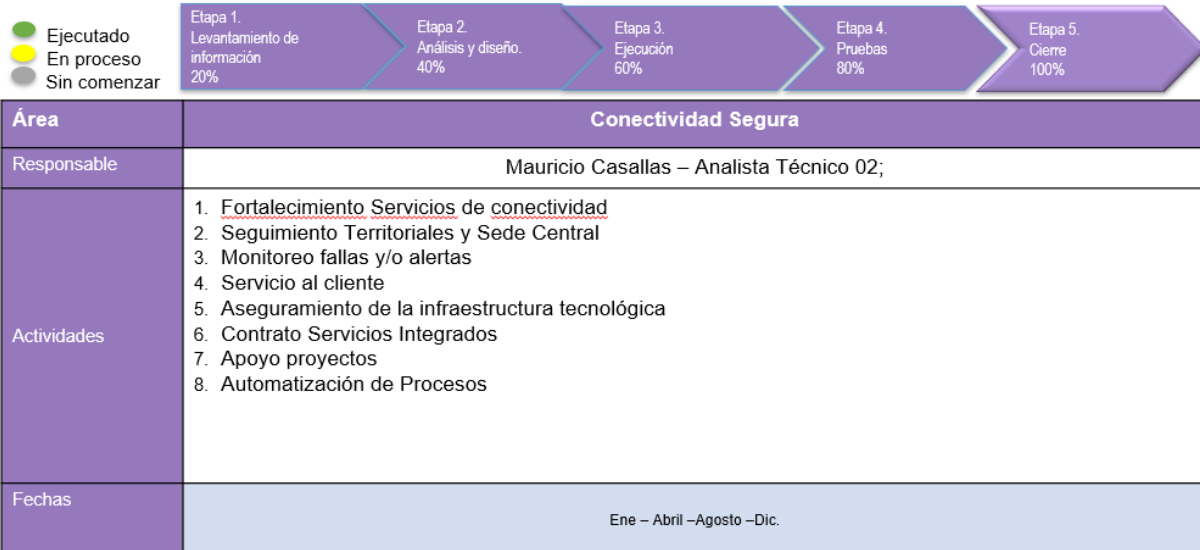 Ejecutado
En proceso
Sin comenzar
Etapa 1.
Levantamiento de
información
20%
Etapa 2.
Análisis y diseño.
40%
Etapa 3.
Ejecución
60%
Etapa 4.
Pruebas
80%
Etapa 5.
Cierre
100%
Área
Conectividad Segura
Responsable
Mauricio Casallas – Analista Técnico 02;
Actividades
1. Fortalecimiento Servicios de conectividad
2. Seguimiento Territoriales y Sede Central
3. Monitoreo fallas y/o alertas
4. Servicio al cliente
5. Aseguramiento de la infraestructura tecnológica
6. Contrato Servicios Integrados
7. Apoyo proyectos
8. Automatización de Procesos
Fechas
Ene – Abril –Agosto –Dic.